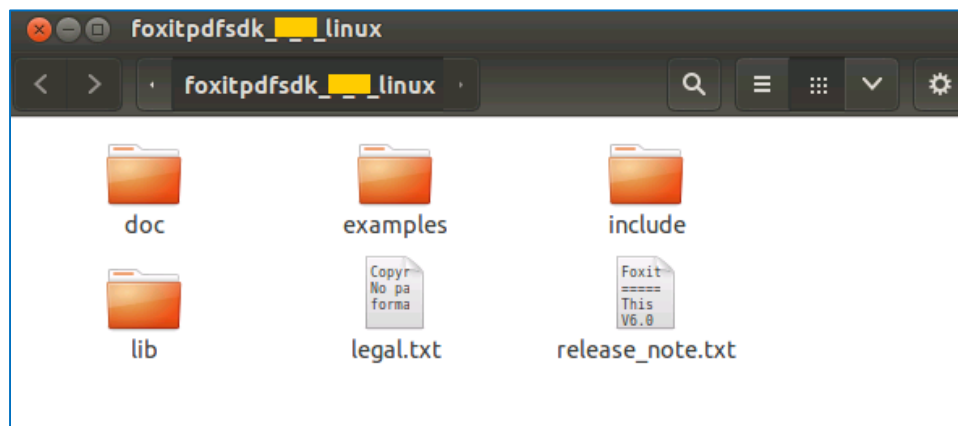 foxitpdfsdk_ _ _linux
foxitpdfsdk_ _ _linux
doc
examples
include
Copyr
No pa
forma
Foxit
=====
This
V6.0
lib
legal.txt
release_note.txt